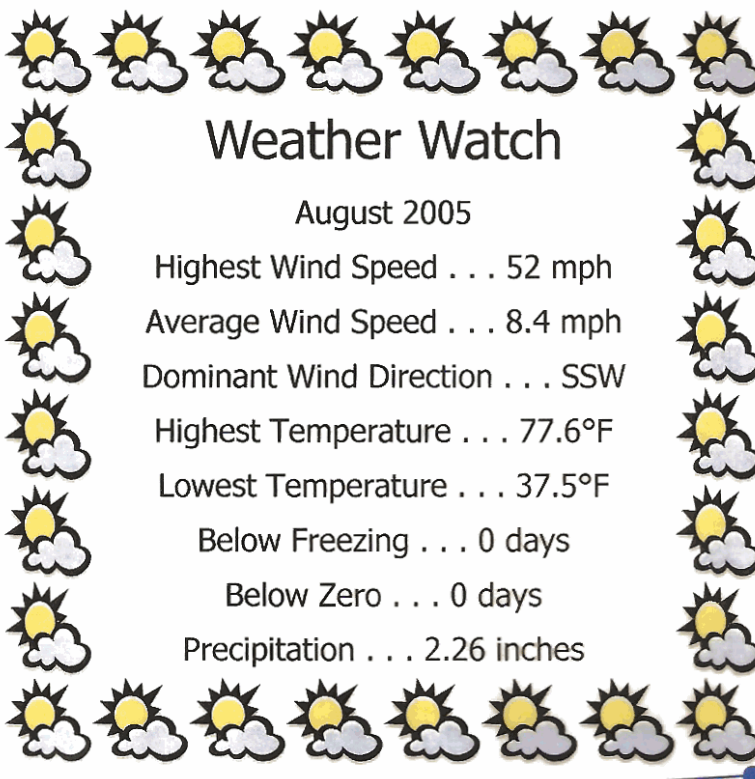 Weather Watch
August 2005
Highest Wind Speed . . . 52 mph
Average Wind Speed . . . 8.4 mph
Dominant Wind Direction . . . SSW
Highest Temperature . . . 77.6°F
Lowest Temperature . . . 37.5°F
Below Freezing . . . 0 days
Below Zero . . . 0 days
Precipitation . . . 2.26 inches